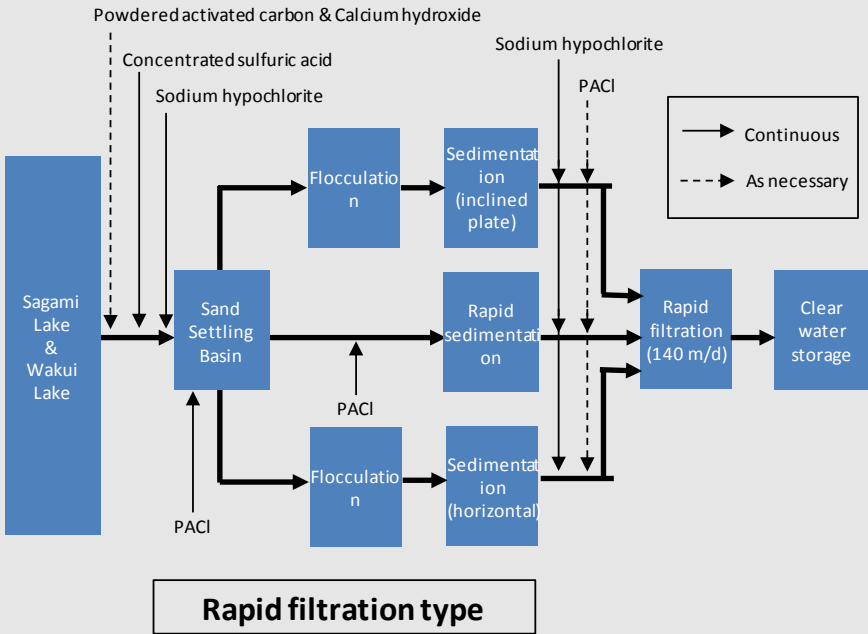 Powdered activated carbon & Calcium hydroxide
Concentrated sulfuric acid
Sodium hypochlorite
Sodium hypochlorite
PACl
Continuous
As necessary
Flocculatio
n
Sedimentat
ion
(inclined
plate)
Sagami
Lake
&
Wakui
Lake
Sand
Settling
Basin
Rapid
sedimentati
on
Rapid
filtration
(140 m/d)
Clear
water
storage
PACl
PACl
Flocculatio
n
Sedimentat
ion
(horizontal)
Rapid filtration type